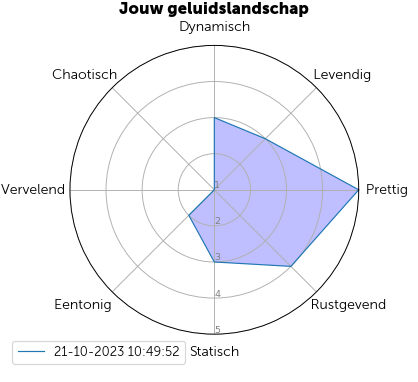 Jouw geluidslandschap
Dynamisch
Chaotisch
Levendig
Vervelend
Prettig
1
2
3
4
5
Eentonig
Rustgevend
21-10-2023 10:49:52
Statisch